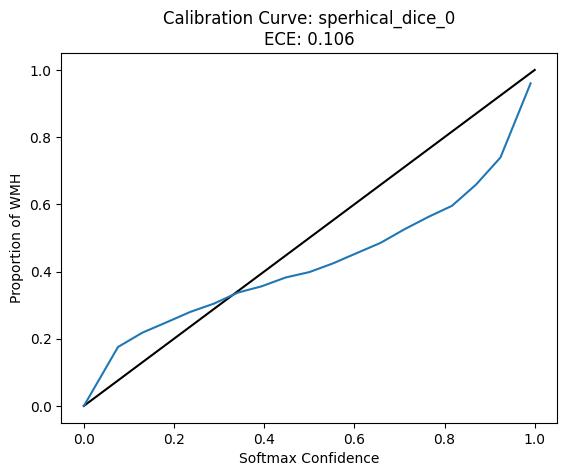 Calibration Curve: sperhical_dice_0
ECE: 0.106
1.0
0.8
0.6
0.4
0.2
0.0
Proportion of WMH
0.0 0.2 0.4 0.6 0.8 1.0
Softmax Confidence